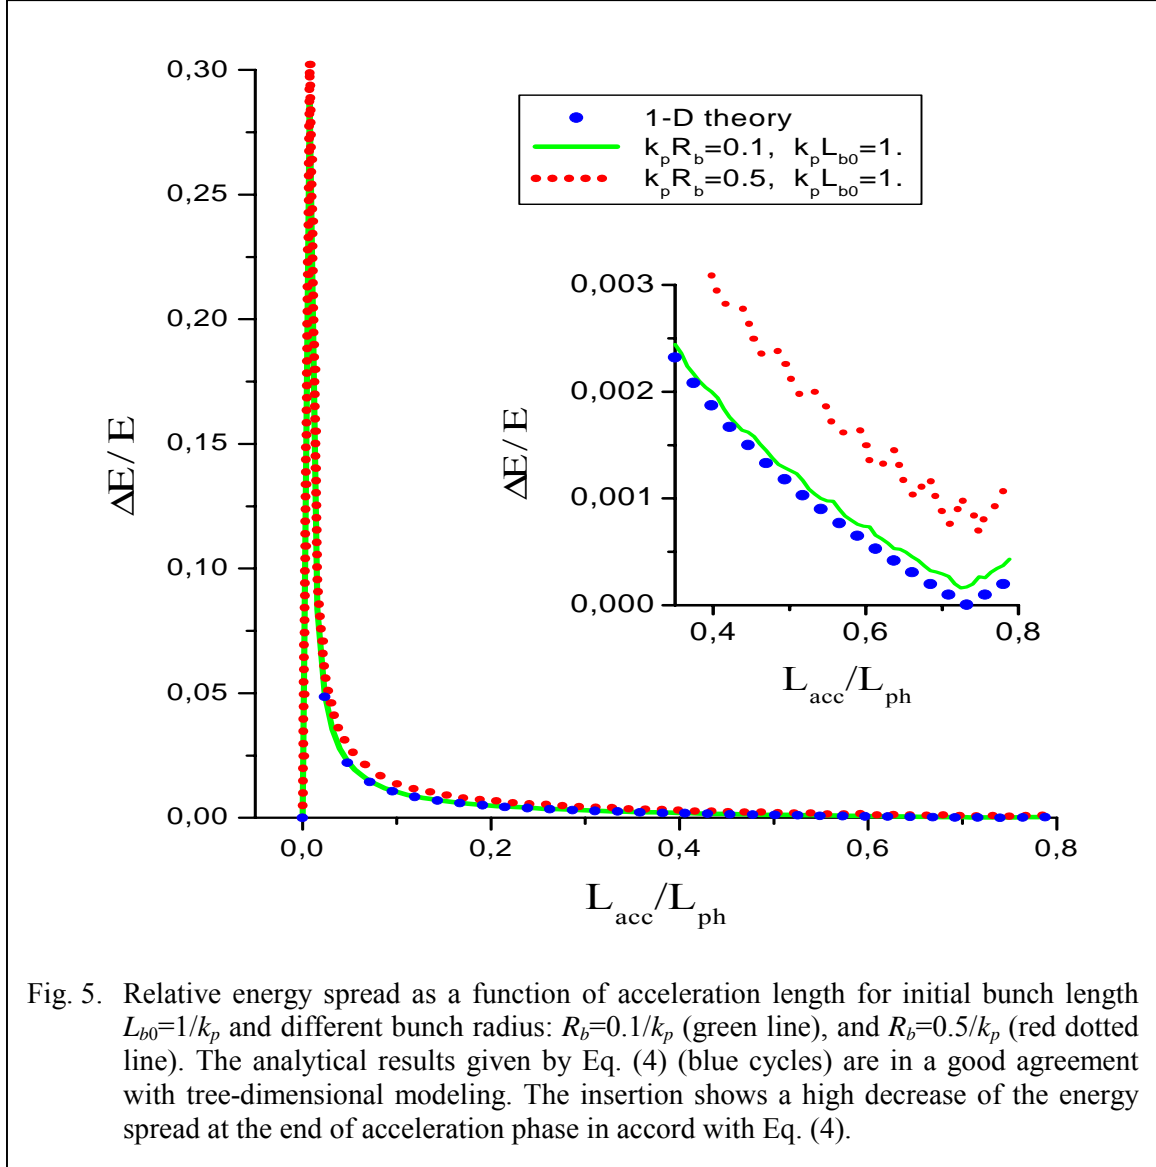 0,30
0,25
0,20
0,15
0,10
0,05
0,00
ΔE/E
0,0
0,2
0,4
0,6
0,8
L_acc/L_ph
1-D theory
k_pR_b=0.1, k_pL_b0=1.
k_pR_b=0.5, k_pL_b0=1.
0,003
0,002
0,001
0,000
ΔE/E
0,4
0,6
0,8
L_acc/L_ph
Fig. 5. Relative energy spread as a function of acceleration length for initial bunch length
L_b0=1/k_p and different bunch radius: R_b=0.1/k_p (green line), and R_b=0.5/k_p (red dotted
line). The analytical results given by Eq. (4) (blue cycles) are in a good agreement
with tree-dimensional modeling. The insertion shows a high decrease of the energy
spread at the end of acceleration phase in accord with Eq. (4).